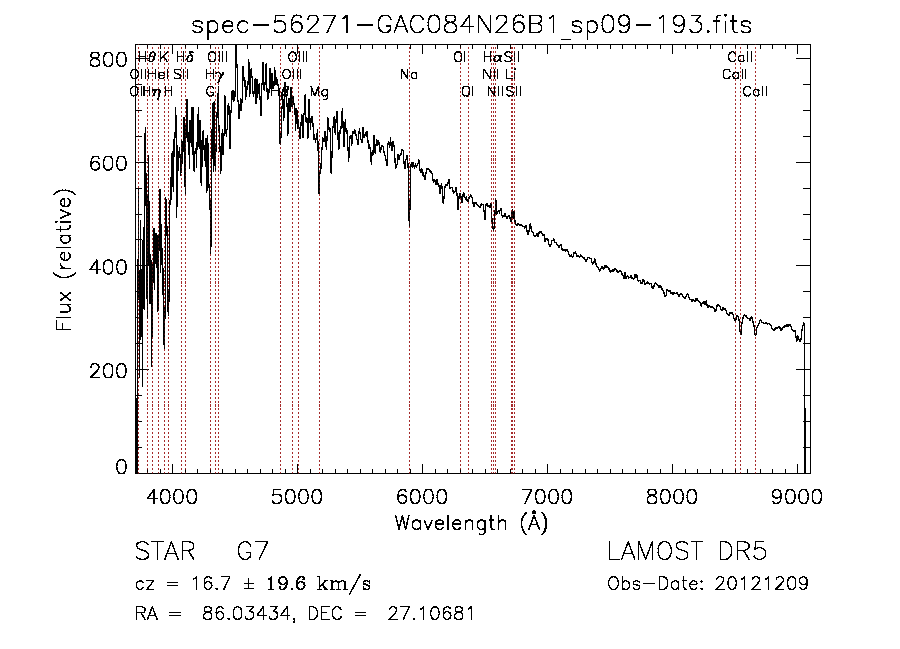 spec-56271-GAC084N26B1_sp09-193.fits
Hθ K Hδ OIII OIII OI Hα SII CaII
OII HeI SII Hγ OIII Na NII Li CaII
OII Hη H G Mg OI NII SII CaII
800
600
400
200
0
Flux (relative)
4000 5000 6000 7000 8000 9000
Wavelength (Å)
STAR G7 LAMOST DR5
cz = 16.7 ± 19.6 km/s Obs-Date: 20121209
RA = 86.03434, DEC = 27.10681